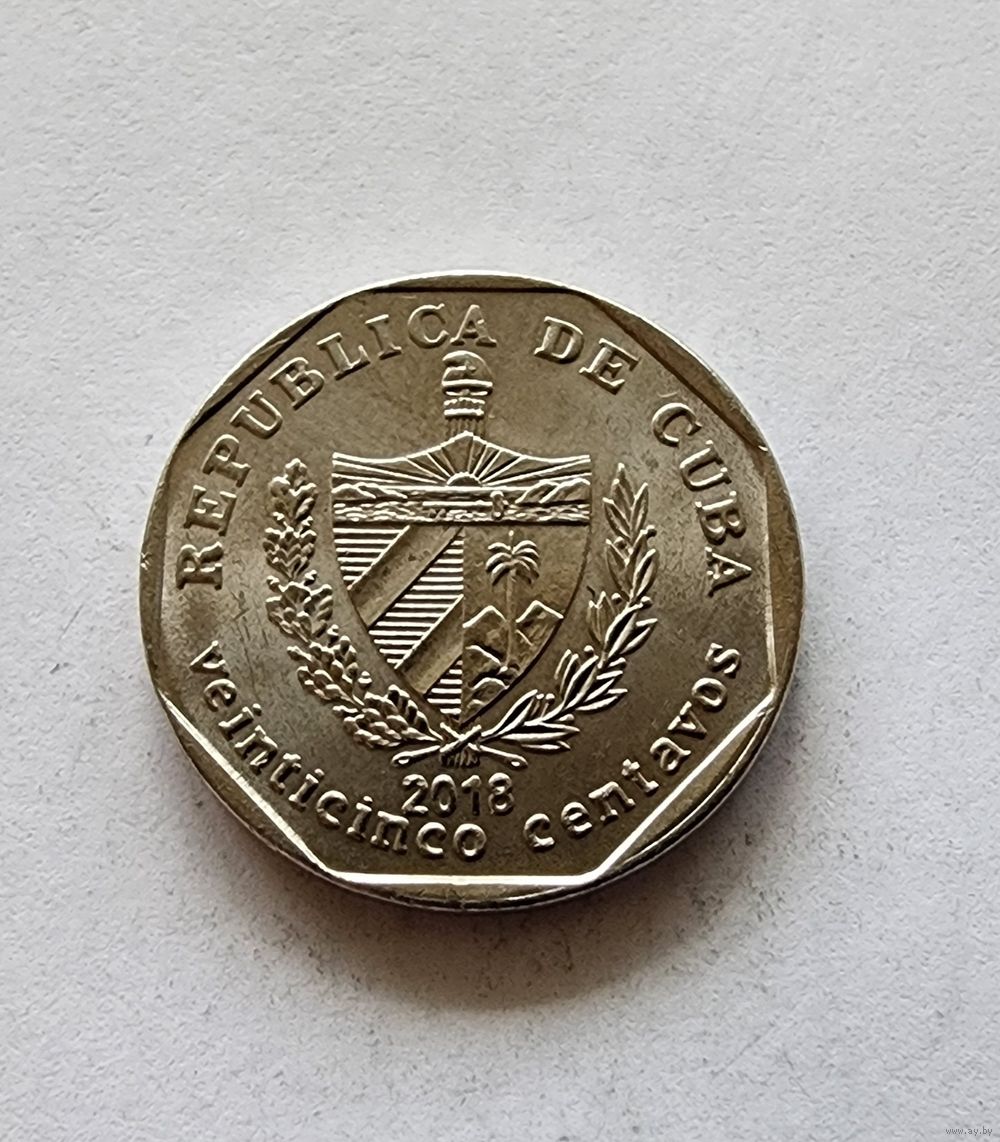 REPUBLICA DE CUBA
2018
veinticinco centavos
www.ay.by